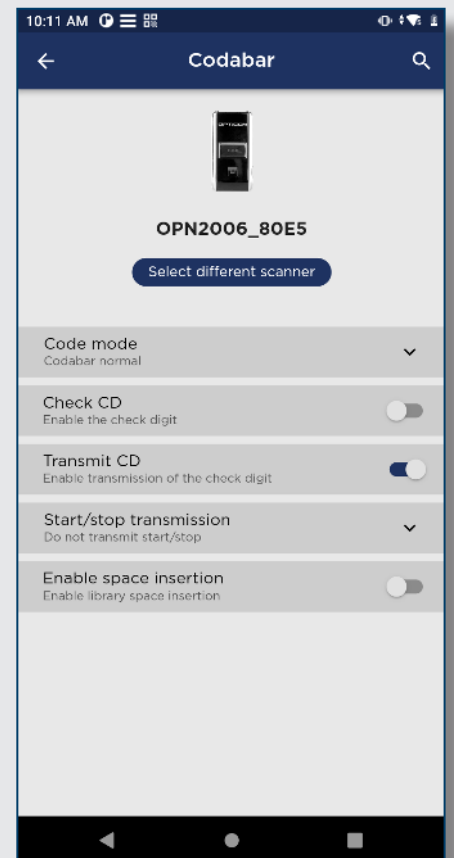 10:11 AM
Codabar
OPN2006_80E5
Select different scanner
Code mode
Codabar normal
Check CD
Enable the check digit
Transmit CD
Enable transmission of the check digit
Start/stop transmission
Do not transmit start/stop
Enable space insertion
Enable library space insertion